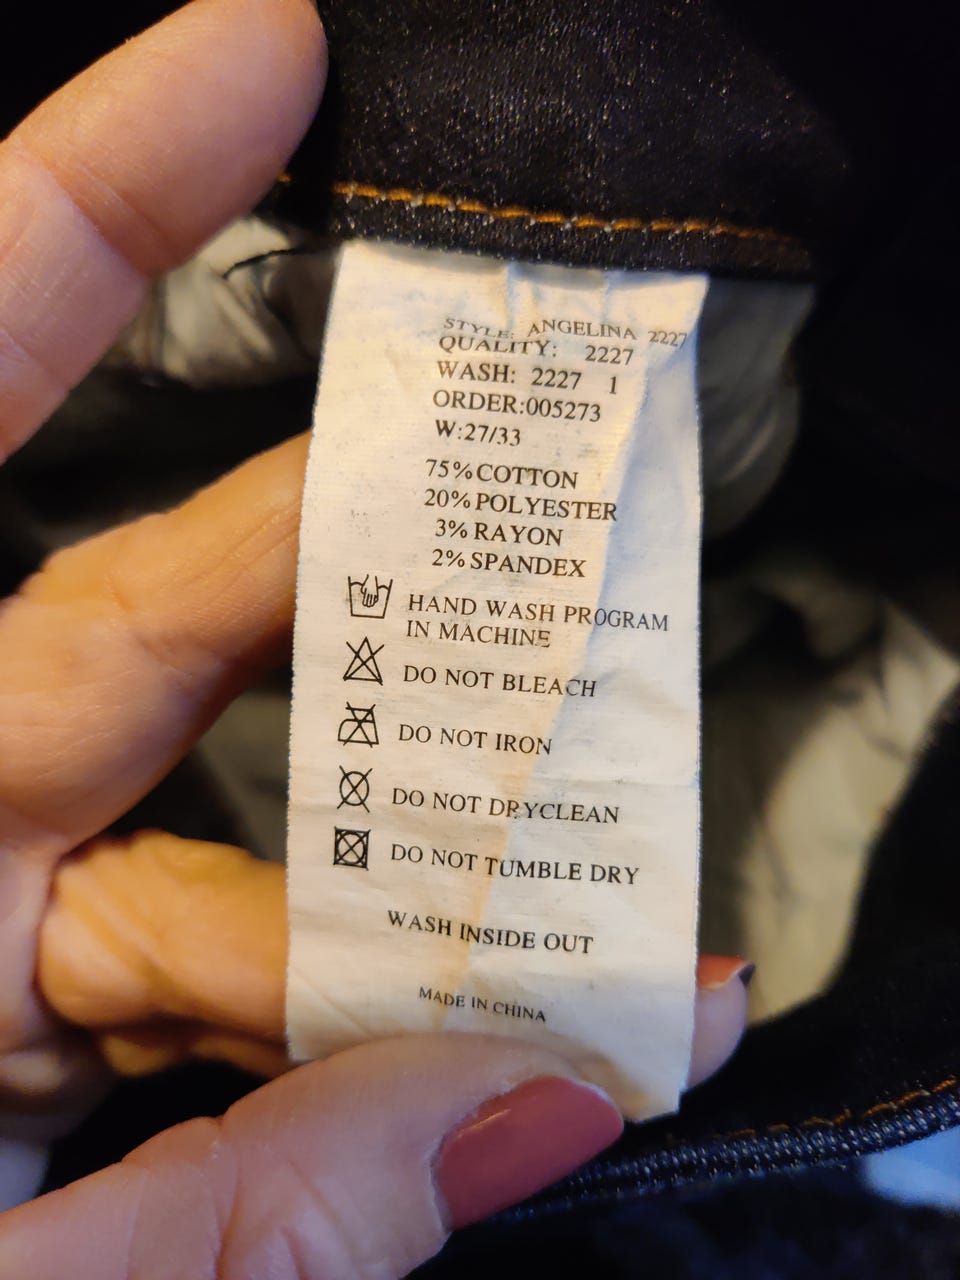 STYLE: ANGELINA 2227
QUALITY: 2227
WASH: 2227 1
ORDER:005273
W:27/33
75%COTTON
20%POLYESTER
3%RAYON
2%SPANDEX
HAND WASH PROGRAM
IN MACHINE
DO NOT BLEACH
DO NOT IRON
DO NOT DRYCLEAN
DO NOT TUMBLE DRY
WASH INSIDE OUT
MADE IN CHINA